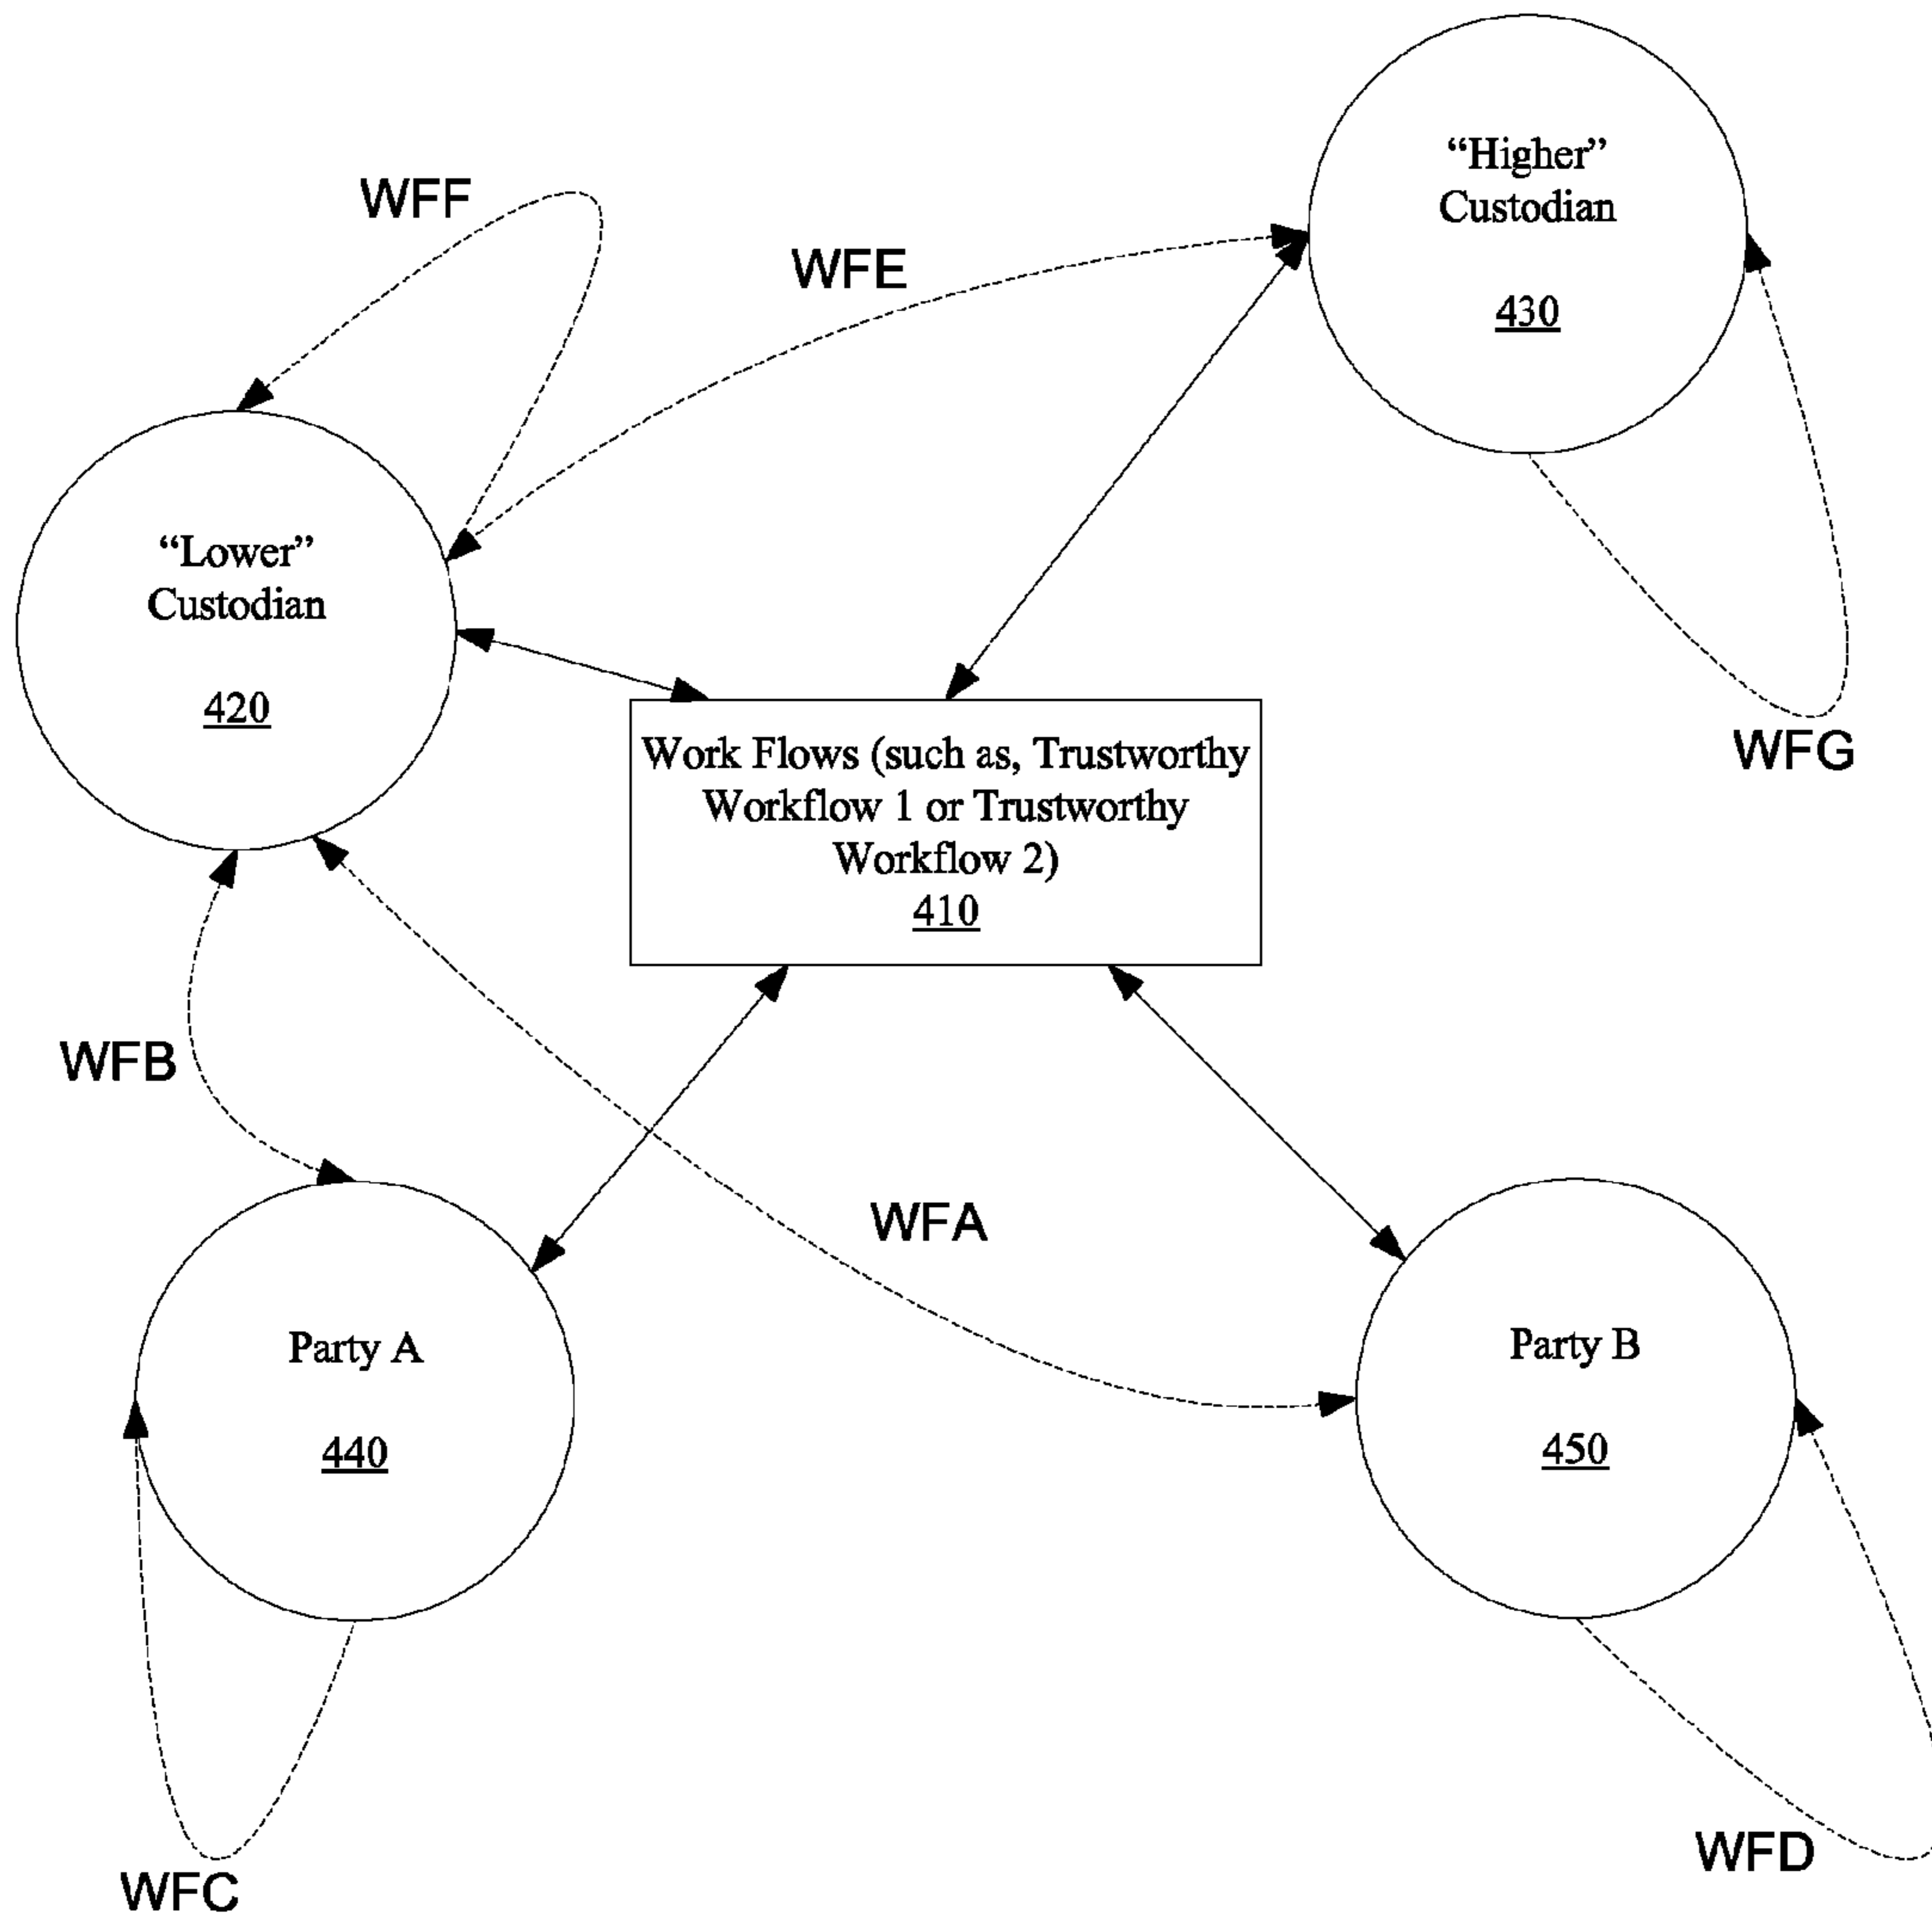 “Higher”
Custodian
430
WFF
WFE
“Lower”
Custodian
420
Work Flows (such as, Trustworthy
Workflow 1 or Trustworthy
Workflow 2)
410
WFG
WFB
WFA
Party A
440
Party B
450
WFD
WFC